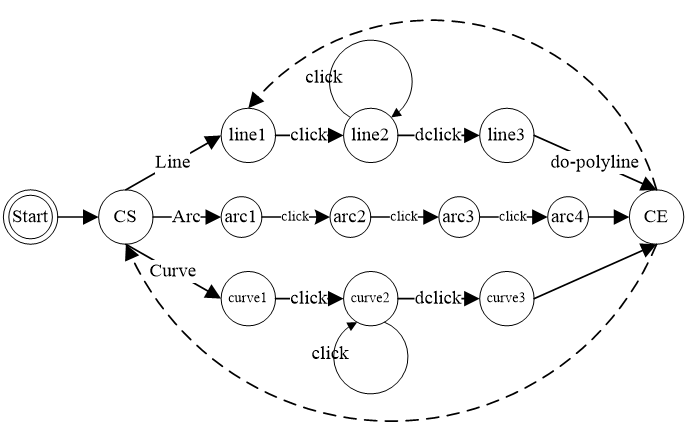 click
line1
click
line2
dclick
line3
Line
do-polyline
Start
CS
Arc
arc1
click
arc2
click
arc3
click
arc4
CE
Curve
curve1
click
curve2
dclick
curve3
click